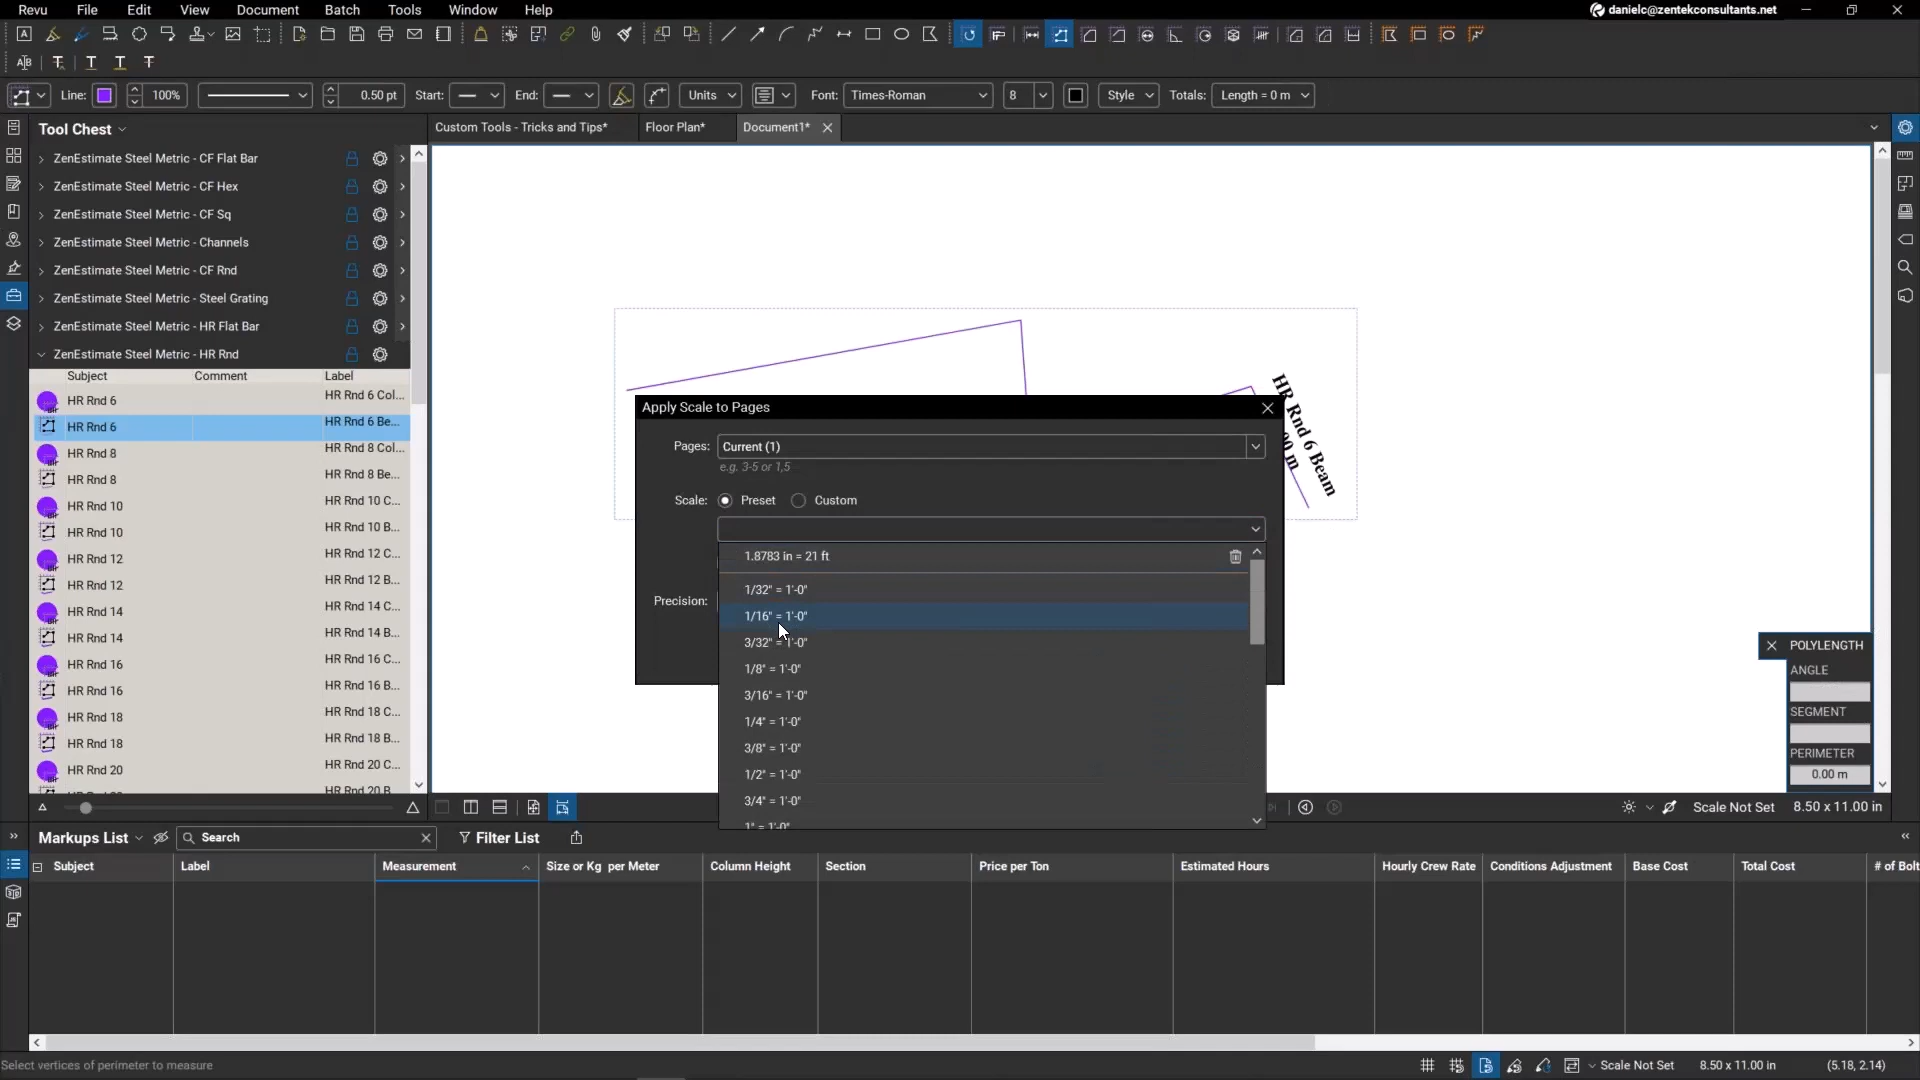 Revu File Edit View Document Batch Tools Window Help danielc@zentekconsultants.net
Line: 100% 0.50 pt Start: End: Units Font: Times-Roman 8 Style Totals: Length = 0 m
Tool Chest Custom Tools - Tricks and Tips* Floor Plan* Document1*
ZenEstimate Steel Metric - CF Flat Bar
ZenEstimate Steel Metric - CF Hex
ZenEstimate Steel Metric - CF Sq
ZenEstimate Steel Metric - Channels
ZenEstimate Steel Metric - CF Rnd
ZenEstimate Steel Metric - Steel Grating
ZenEstimate Steel Metric - HR Flat Bar
ZenEstimate Steel Metric - HR Rnd
Subject Comment Label
HR Rnd 6 HR Rnd 6 Col...
HR Rnd 6 HR Rnd 6 Be...
HR Rnd 8 HR Rnd 8 Col...
HR Rnd 8 HR Rnd 8 Be...
HR Rnd 10 HR Rnd 10 C...
HR Rnd 10 HR Rnd 10 B...
HR Rnd 12 HR Rnd 12 C...
HR Rnd 12 HR Rnd 12 B...
HR Rnd 14 HR Rnd 14 C...
HR Rnd 14 HR Rnd 14 B...
HR Rnd 16 HR Rnd 16 C...
HR Rnd 16 HR Rnd 16 B...
HR Rnd 18 HR Rnd 18 C...
HR Rnd 18 HR Rnd 18 B...
HR Rnd 20 HR Rnd 20 C...
HR Rnd 20 B
HR Rnd 6 Beam
m
Apply Scale to Pages
Pages: Current (1)
e.g. 3-5 or 1,5
Scale: Preset Custom
1.8783 in = 21 ft
1/32" = 1'-0"
Precision:
1/16" = 1'-0"
3/32" = 1'-0"
1/8" = 1'-0"
3/16" = 1'-0"
1/4" = 1'-0"
3/8" = 1'-0"
1/2" = 1'-0"
3/4" = 1'-0"
1" = 1'-0"
POLYLENGTH
ANGLE
SEGMENT
PERIMETER
0.00 m
Scale Not Set 8.50 x 11.00 in
Markups List Search Filter List
Subject Label Measurement Size or Kg per Meter Column Height Section Price per Ton Estimated Hours Hourly Crew Rate Conditions Adjustment Base Cost Total Cost # of Bolt
Select vertices of perimeter to measure Scale Not Set 8.50 x 11.00 in (5.18, 2.14)